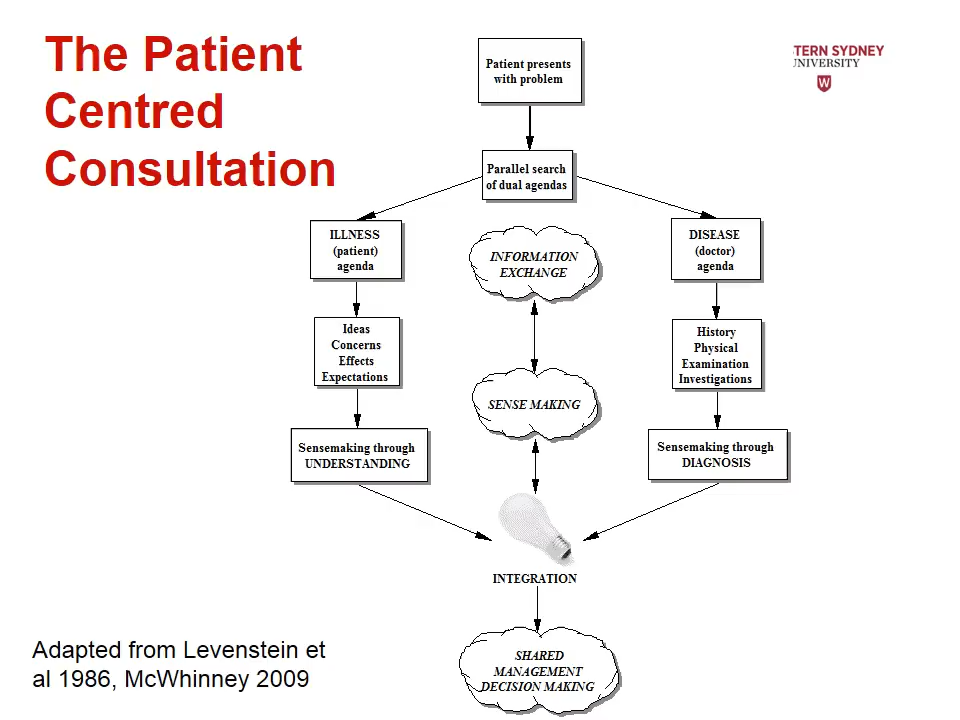 The Patient
Centred
Consultation
Patient presents
with problem
TERN SYDNEY
UNIVERSITY
W
Parallel search
of dual agendas
ILLNESS
(patient)
agenda
INFORMATION
EXCHANGE
DISEASE
(doctor)
agenda
Ideas
Concerns
Effects
Expectations
History
Physical
Examination
Investigations
SENSE MAKING
Sensemaking through
UNDERSTANDING
Sensemaking through
DIAGNOSIS
INTEGRATION
SHARED
MANAGEMENT
DECISION MAKING
Adapted from Levenstein et
al 1986, McWhinney 2009